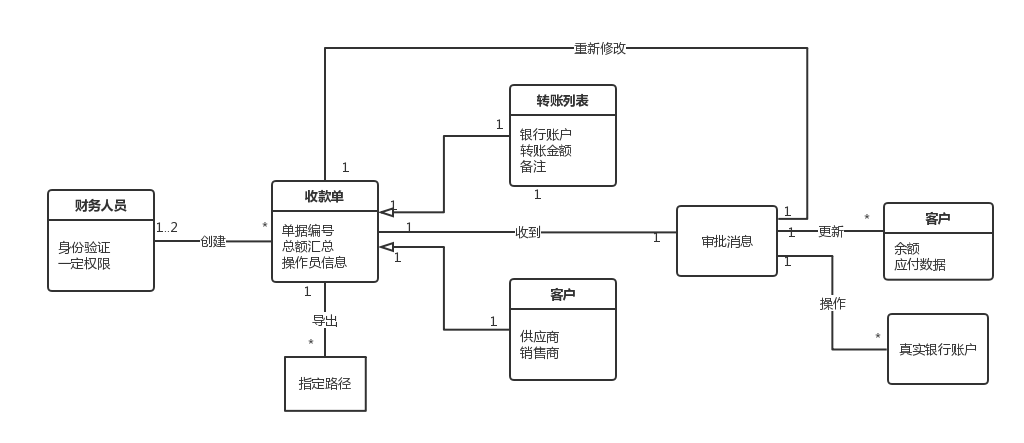 重新修改
转账列表
银行账户
转账金额
备注
1
1
1
财务人员
身份验证
一定权限
1..2
创建
*
收款单
单据编号
总额汇总
操作员信息
1
1
1
收到
1
审批消息
1
1
更新
*
客户
余额
应付数据
1
操作
*
真实银行账户
1
导出
*
指定路径
1
客户
供应商
销售商